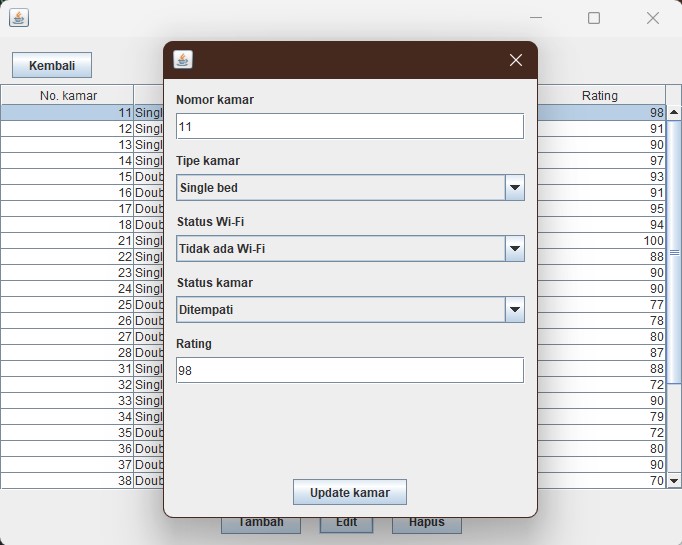 Kembali
No. kamar Rating
Nomor kamar
11
Tipe kamar
Single bed
Status Wi-Fi
Tidak ada Wi-Fi
Status kamar
Ditempati
Rating
98
Update kamar
11 Singl 98
12 Singl 91
13 Singl 90
14 Singl 97
15 Doub 93
16 Doub 91
17 Doub 95
18 Doub 94
21 Singl 100
22 Singl 88
23 Singl 90
24 Singl 90
25 Doub 77
26 Doub 78
27 Doub 80
28 Doub 87
31 Singl 88
32 Singl 72
33 Singl 90
34 Singl 79
35 Doub 72
36 Doub 80
37 Doub 90
38 Doub 70
Tambah Edit Hapus